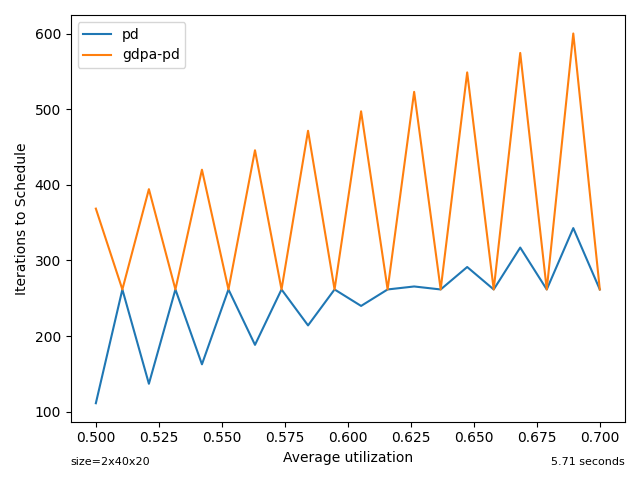 pd
gdpa-pd
Iterations to Schedule
600
500
400
300
200
100
0.500 0.525 0.550 0.575 0.600 0.625 0.650 0.675 0.700
Average utilization
size=2x40x20
5.71 seconds